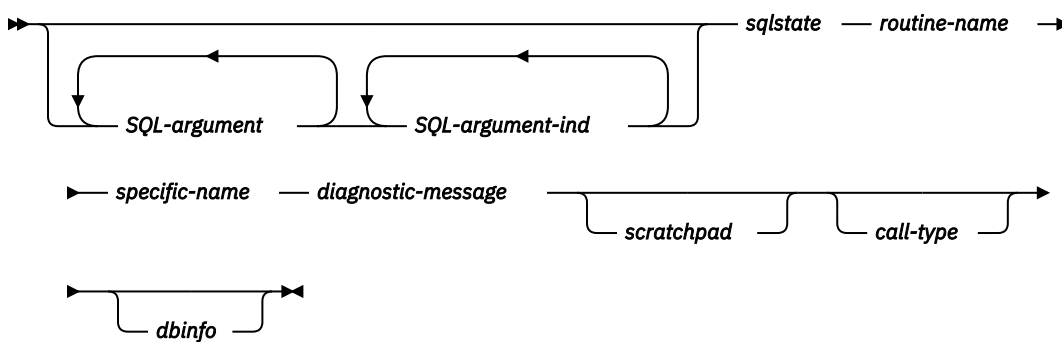 sqlstate routine-name
SQL-argument SQL-argument-ind
specific-name diagnostic-message
scratchpad call-type
dbinfo